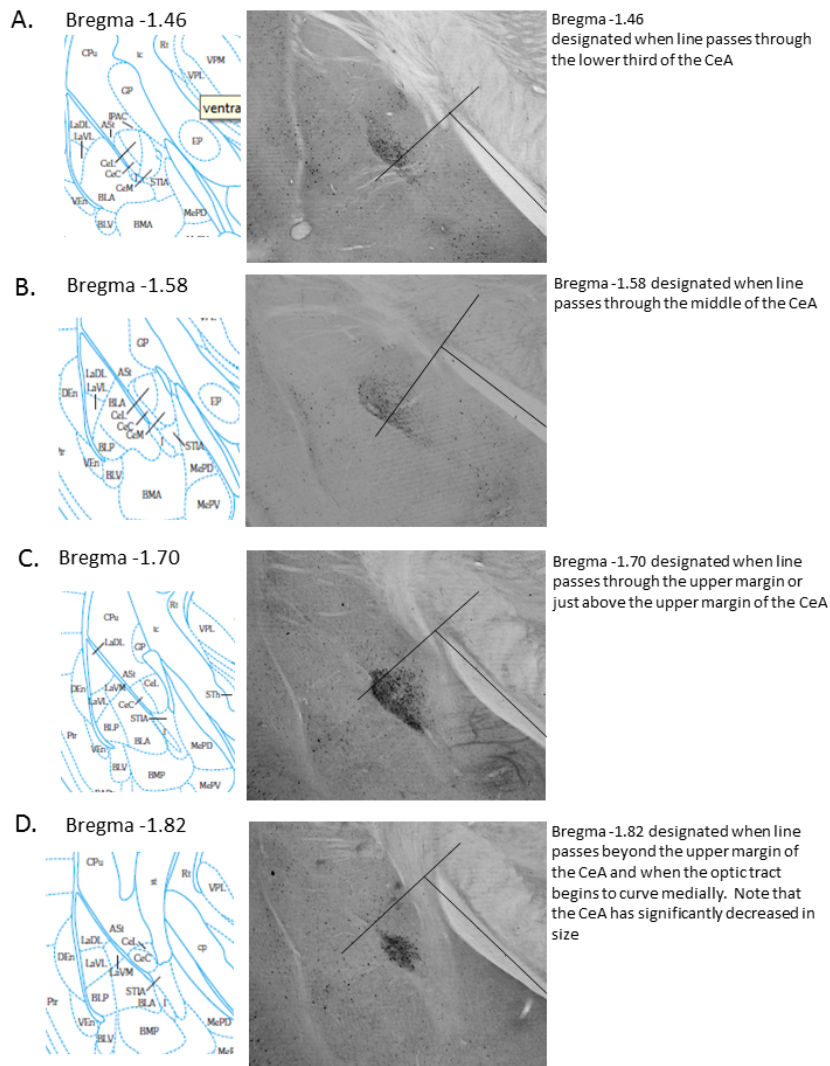 A.
Bregma -1.46
CPu
ic
Rt
VPM
VPL
GP
ventra
IPAC
LaDL
ASt
LaVL
EP
CeL
CeC
I
STIA
CeM
VEn
BLA
MePD
BLV
BMA
Bregma -1.46
designated when line passes through
the lower third of the CeA
B.
Bregma -1.58
GP
LaDL
ASt
LaVL
DEn
BLA
EP
CeL
CeC
CeM
I
STIA
BLP
VEn
MePD
BLV
BMA
MePV
Bregma -1.58 designated when line
passes through the middle of the CeA
C.
Bregma -1.70
Rt
CPu
ic
VPL
LaDL
GP
ASt
DEn
LaVM
CeL
STh
LaVL
CeC
STIA
I
BLP
Pir
BLA
MePD
VEn
BLV
BMP
MePV
Bregma -1.70 designated when line
passes through the upper margin or
just above the upper margin of the CeA
D.
Bregma -1.82
CPu
st
Rt
VPL
ASt
LaDL
CeL
cp
DEn
LaVL
CeC
LaVM
STIA
Pir
BLP
BLA
I
VEn
MePD
BLV
BMP
Bregma -1.82 designated when line
passes beyond the upper margin of
the CeA and when the optic tract
begins to curve medially. Note that
the CeA has significantly decreased in
size